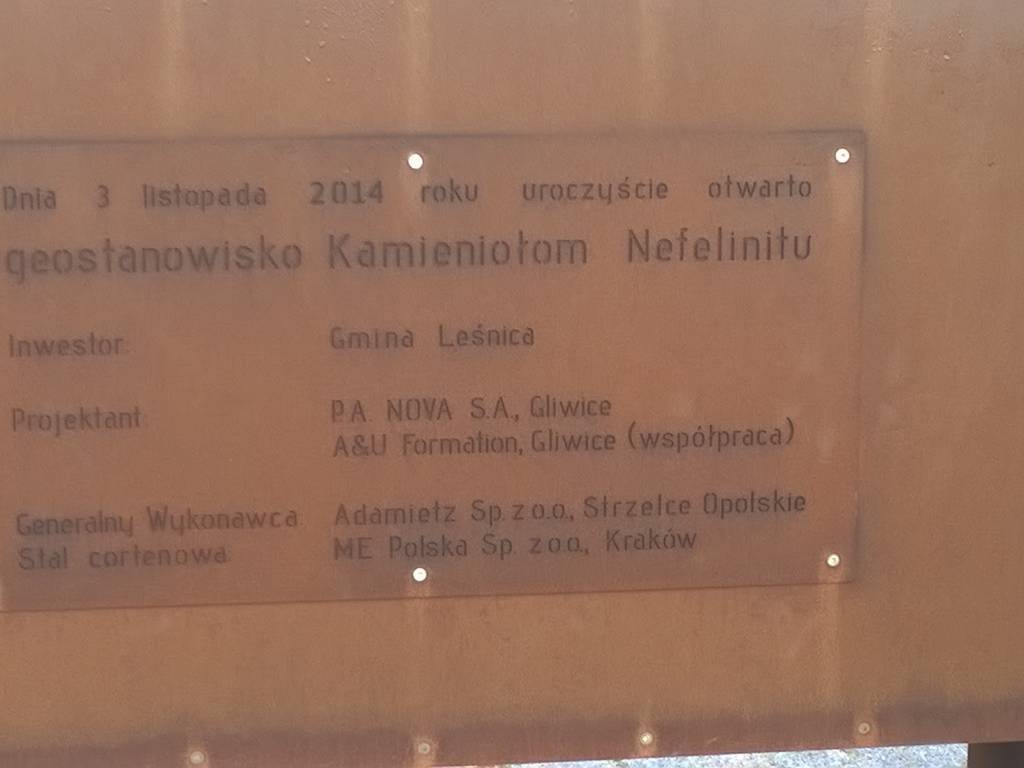 Dnia 3 listopada 2014 roku uroczyście otwarto
geostanowisko Kamieniołom Nefelinitu
Inwestor: Gmina Leśnica
Projektant: P.A. NOVA S.A., Gliwice
A&U Formation, Gliwice (współpraca)
Generalny Wykonawca: Adamietz Sp. z o.o., Strzelce Opolskie
Stal cortenowa: ME Polska Sp. z o.o., Kraków